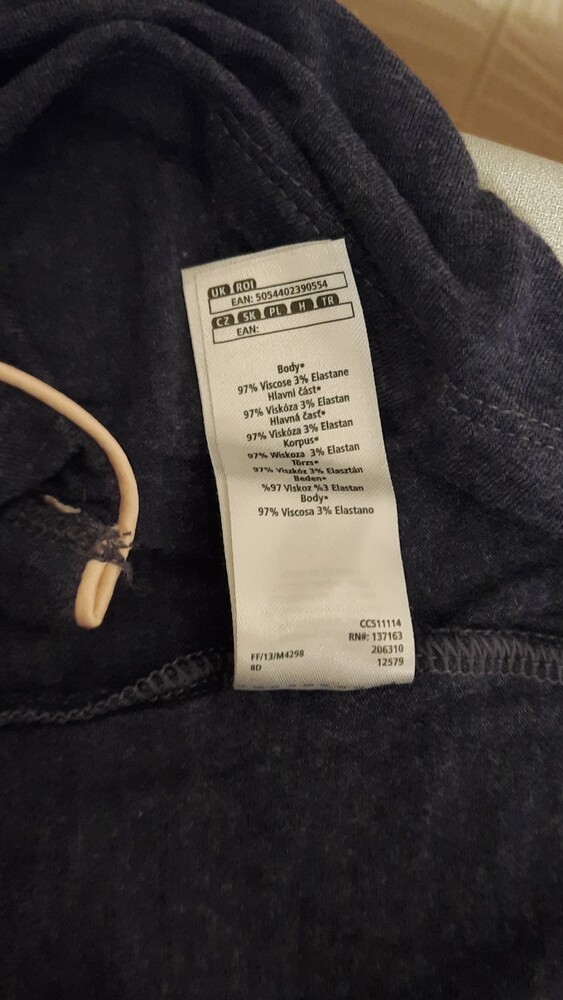 UK ROI
EAN: 5054402390554
CZ SK PL H TR
EAN:
Body•
97% Viscose 3% Elastane
Hlavní část•
97% Viskóza 3% Elastan
Hlavná časť•
97% Viskóza 3% Elastan
Korpus•
97% Wiskoza 3% Elastan
Törzs•
97% Viszkóz 3% Elasztán
Beden•
%97 Viskoz %3 Elastan
Body•
97% Viscosa 3% Elastano
CC511114
RN#: 137163
FF/13/M4298 206310
8D 12579